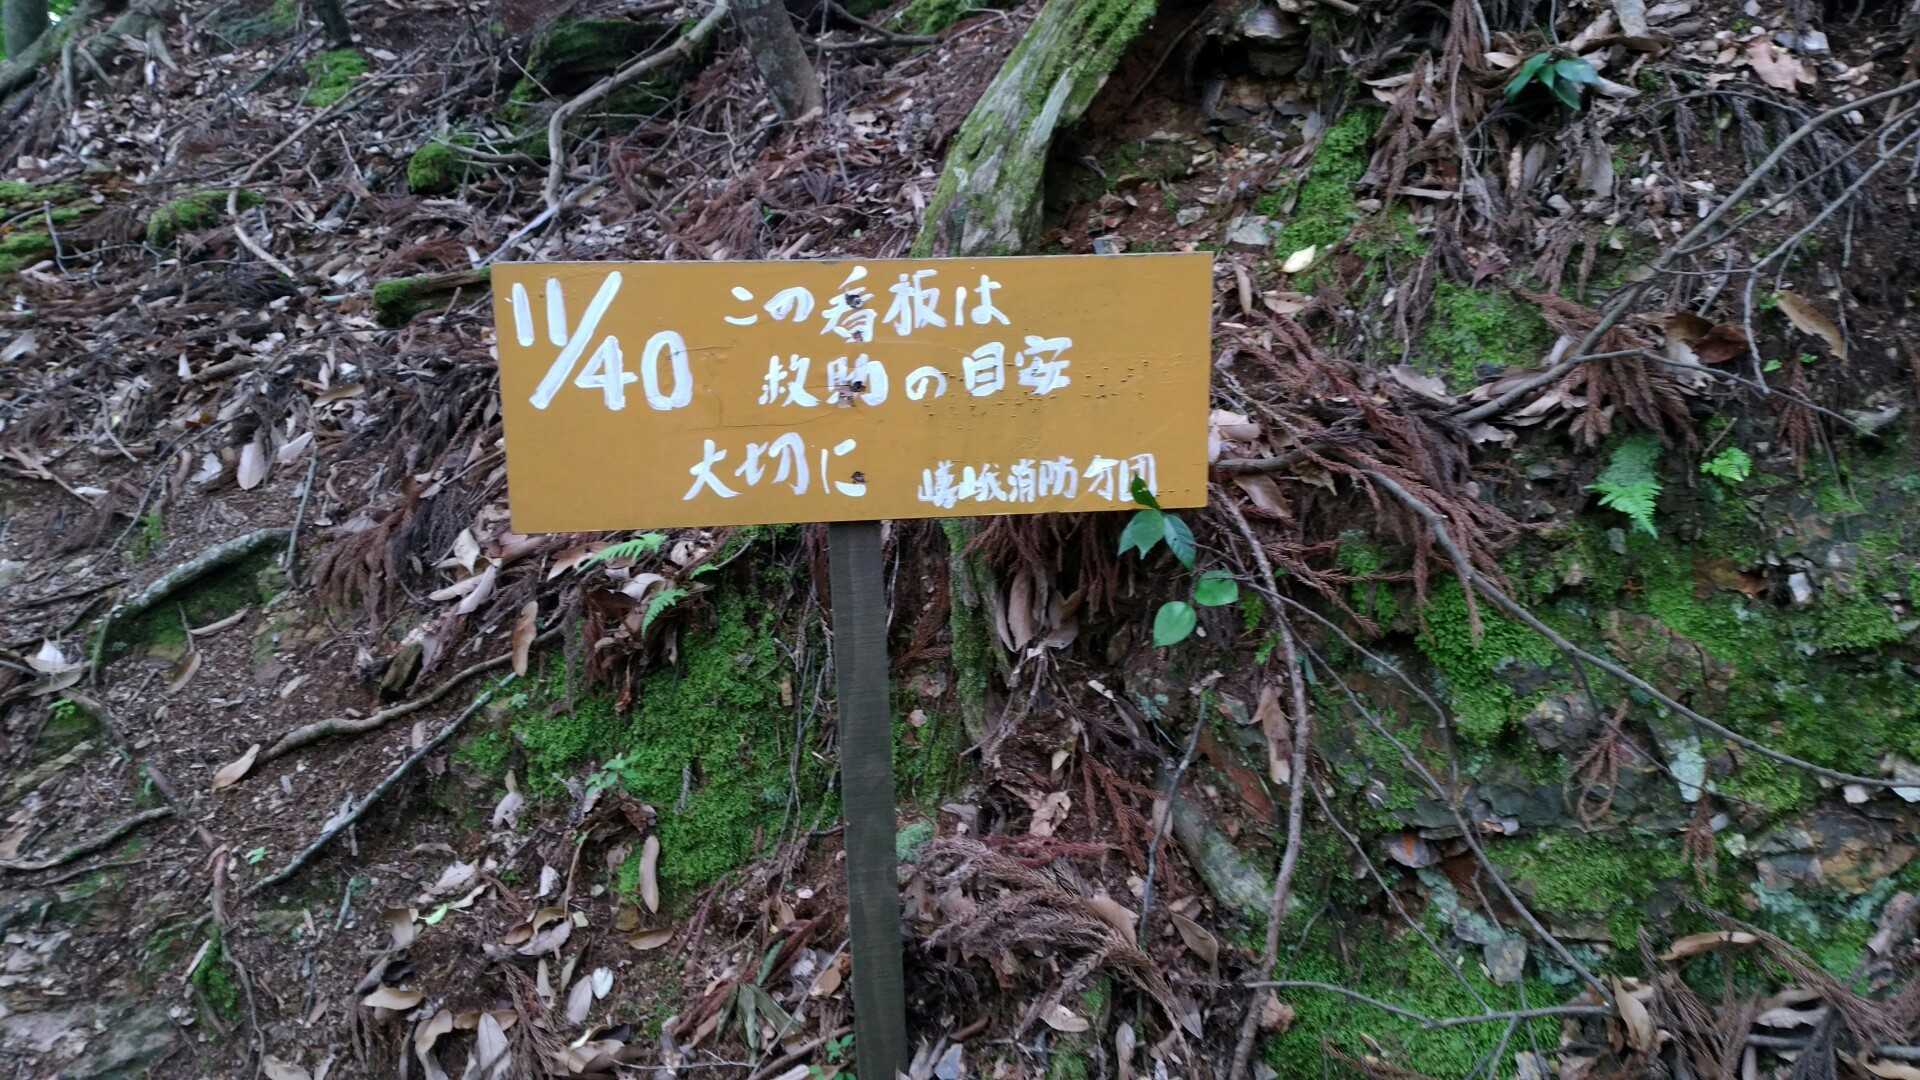 11/40
この看板は
救助の目安
大切に
嵯峨消防分団